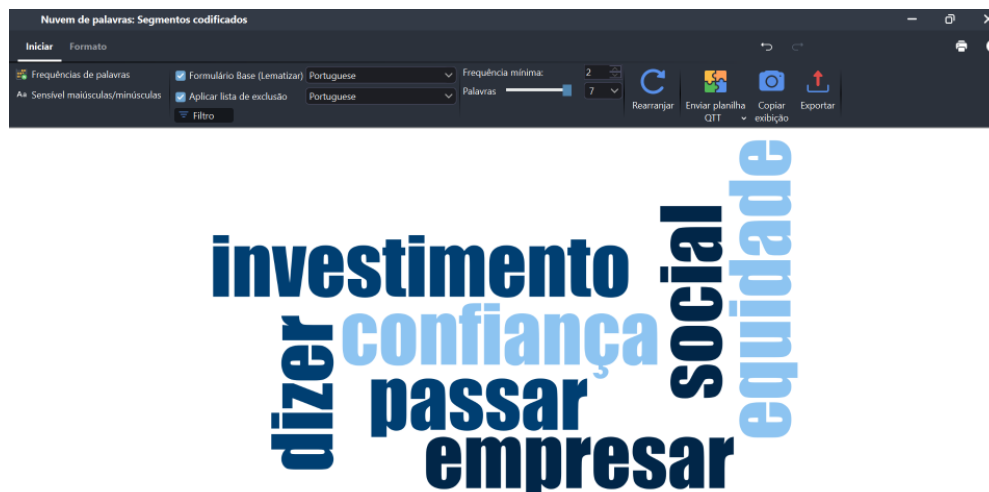 Nuvem de palavras: Segmentos codificados
Iniciar Formato
Frequências de palavras
Aa Sensível maiúsculas/minúsculas
Formulário Base (Lematizar) Portuguese
Aplicar lista de exclusão Portuguese
Filtro
Frequência mínima: 2
Palavras 7
Rearranjar
Enviar planilha
QTT
Copiar
exibição
Exportar
equidade
social
investimento
confiança
dizer
passar
empresar